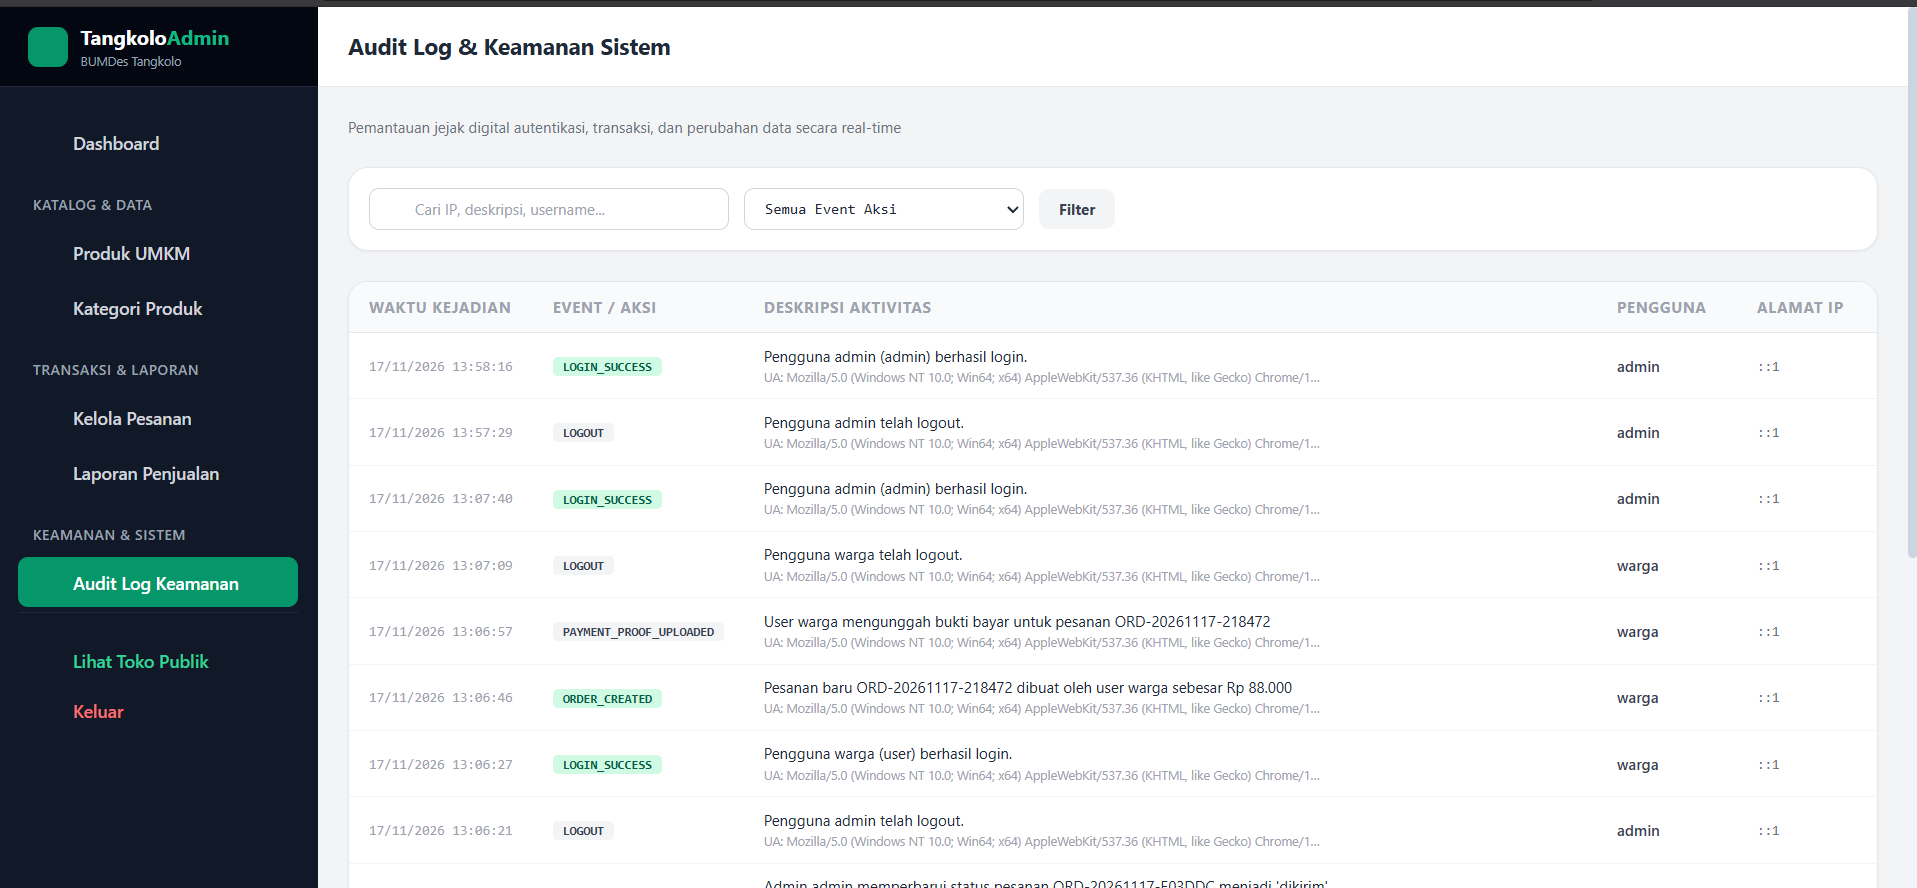 TangkoloAdmin
BUMDes Tangkolo
Dashboard
KATALOG & DATA
Produk UMKM
Kategori Produk
TRANSAKSI & LAPORAN
Kelola Pesanan
Laporan Penjualan
KEAMANAN & SISTEM
Audit Log Keamanan
Lihat Toko Publik
Keluar
Audit Log & Keamanan Sistem
Pemantauan jejak digital autentikasi, transaksi, dan perubahan data secara real-time
Cari IP, deskripsi, username... Semua Event Aksi Filter
WAKTU KEJADIAN EVENT / AKSI DESKRIPSI AKTIVITAS PENGGUNA ALAMAT IP
17/11/2026 13:58:16 LOGIN_SUCCESS Pengguna admin (admin) berhasil login. admin ::1
UA: Mozilla/5.0 (Windows NT 10.0; Win64; x64) AppleWebKit/537.36 (KHTML, like Gecko) Chrome/1...
17/11/2026 13:57:29 LOGOUT Pengguna admin telah logout. admin ::1
UA: Mozilla/5.0 (Windows NT 10.0; Win64; x64) AppleWebKit/537.36 (KHTML, like Gecko) Chrome/1...
17/11/2026 13:07:40 LOGIN_SUCCESS Pengguna admin (admin) berhasil login. admin ::1
UA: Mozilla/5.0 (Windows NT 10.0; Win64; x64) AppleWebKit/537.36 (KHTML, like Gecko) Chrome/1...
17/11/2026 13:07:09 LOGOUT Pengguna warga telah logout. warga ::1
UA: Mozilla/5.0 (Windows NT 10.0; Win64; x64) AppleWebKit/537.36 (KHTML, like Gecko) Chrome/1...
17/11/2026 13:06:57 PAYMENT_PROOF_UPLOADED User warga mengunggah bukti bayar untuk pesanan ORD-20261117-218472 warga ::1
UA: Mozilla/5.0 (Windows NT 10.0; Win64; x64) AppleWebKit/537.36 (KHTML, like Gecko) Chrome/1...
17/11/2026 13:06:46 ORDER_CREATED Pesanan baru ORD-20261117-218472 dibuat oleh user warga sebesar Rp 88.000 warga ::1
UA: Mozilla/5.0 (Windows NT 10.0; Win64; x64) AppleWebKit/537.36 (KHTML, like Gecko) Chrome/1...
17/11/2026 13:06:27 LOGIN_SUCCESS Pengguna warga (user) berhasil login. warga ::1
UA: Mozilla/5.0 (Windows NT 10.0; Win64; x64) AppleWebKit/537.36 (KHTML, like Gecko) Chrome/1...
17/11/2026 13:06:21 LOGOUT Pengguna admin telah logout. admin ::1
UA: Mozilla/5.0 (Windows NT 10.0; Win64; x64) AppleWebKit/537.36 (KHTML, like Gecko) Chrome/1...
Admin admin memperbarui status pesanan ORD-20261117-E03DDC menjadi 'dikirim'